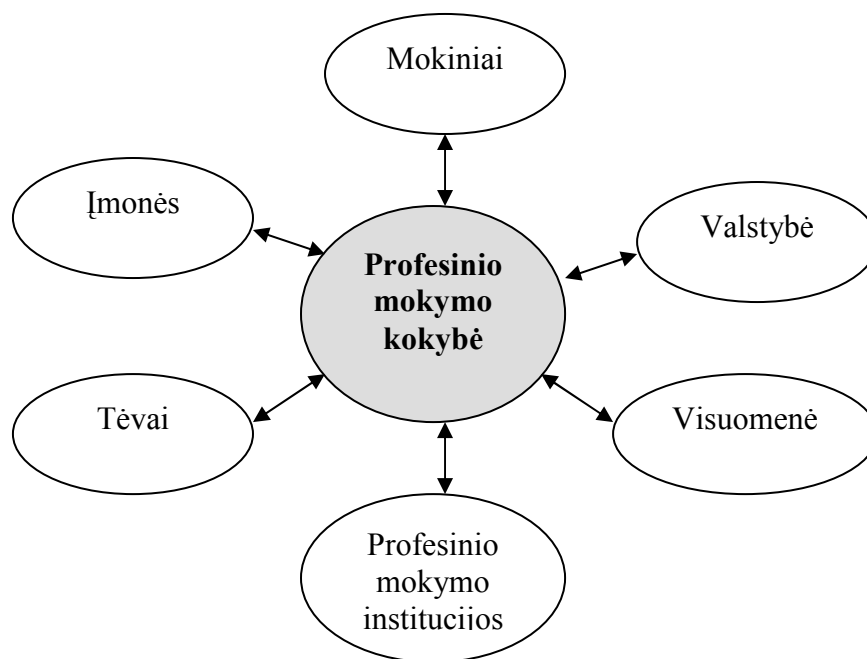 Mokiniai
Įmonės
Valstybė
Profesinio
mokymo
kokybė
Tėvai
Visuomenė
Profesinio
mokymo
institucijos